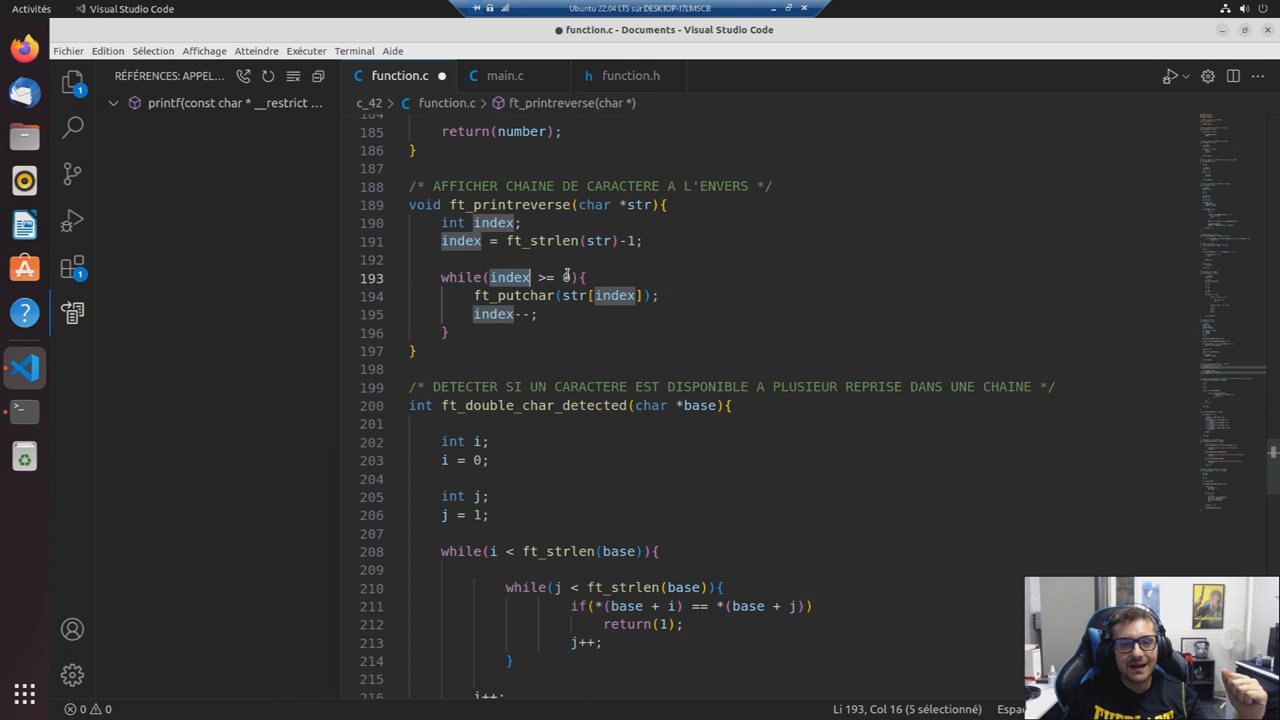 Activités
Visual Studio Code
Ubuntu 22.04 LTS sur DESKTOP-I7LMSCB
● function.c - Documents - Visual Studio Code
Fichier Edition Sélection Affichage Atteindre Exécuter Terminal Aide
RÉFÉRENCES: APPEL...
function.c
main.c
function.h
printf(const char * __restrict ...
c_42 > C function.c > ft_printreverse(char *)
185 return(number);
186 }
187
188 /* AFFICHER CHAINE DE CARACTERE A L'ENVERS */
189 void ft_printreverse(char *str){
190 int index;
191 index = ft_strlen(str)-1;
192
193 while(index >= 0){
194 ft_putchar(str[index]);
195 index--;
196 }
197 }
198
199 /* DETECTER SI UN CARACTERE EST DISPONIBLE A PLUSIEUR REPRISE DANS UNE CHAINE */
200 int ft_double_char_detected(char *base){
201
202 int i;
203 i = 0;
204
205 int j;
206 j = 1;
207
208 while(i < ft_strlen(base)){
209
210 while(j < ft_strlen(base)){
211 if(*(base + i) == *(base + j))
212 return(1);
213 j++;
214 }
215
216 i++;
0 0
Li 193, Col 16 (5 sélectionné)